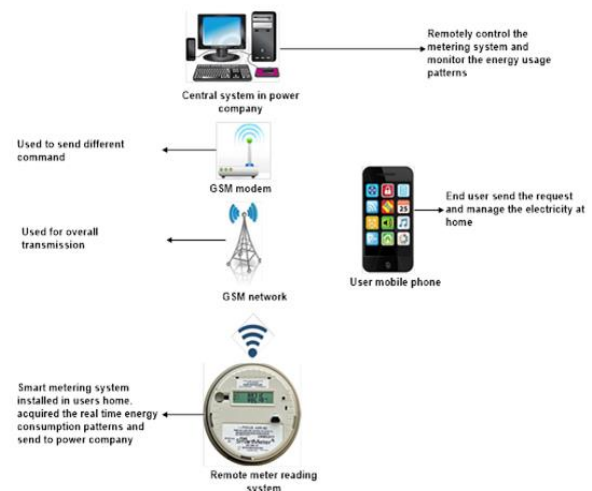 Remotely control the
metering system and
monitor the energy usage
patterns
Central system in power
company
Used to send different
command
GSM modem
End user send the request
and manage the electricity at
home
Used for overall
transmission
User mobile phone
GSM network
Smart metering system
installed in users home.
acquired the real time energy
consumption patterns and
send to power company
Remote meter reading
system